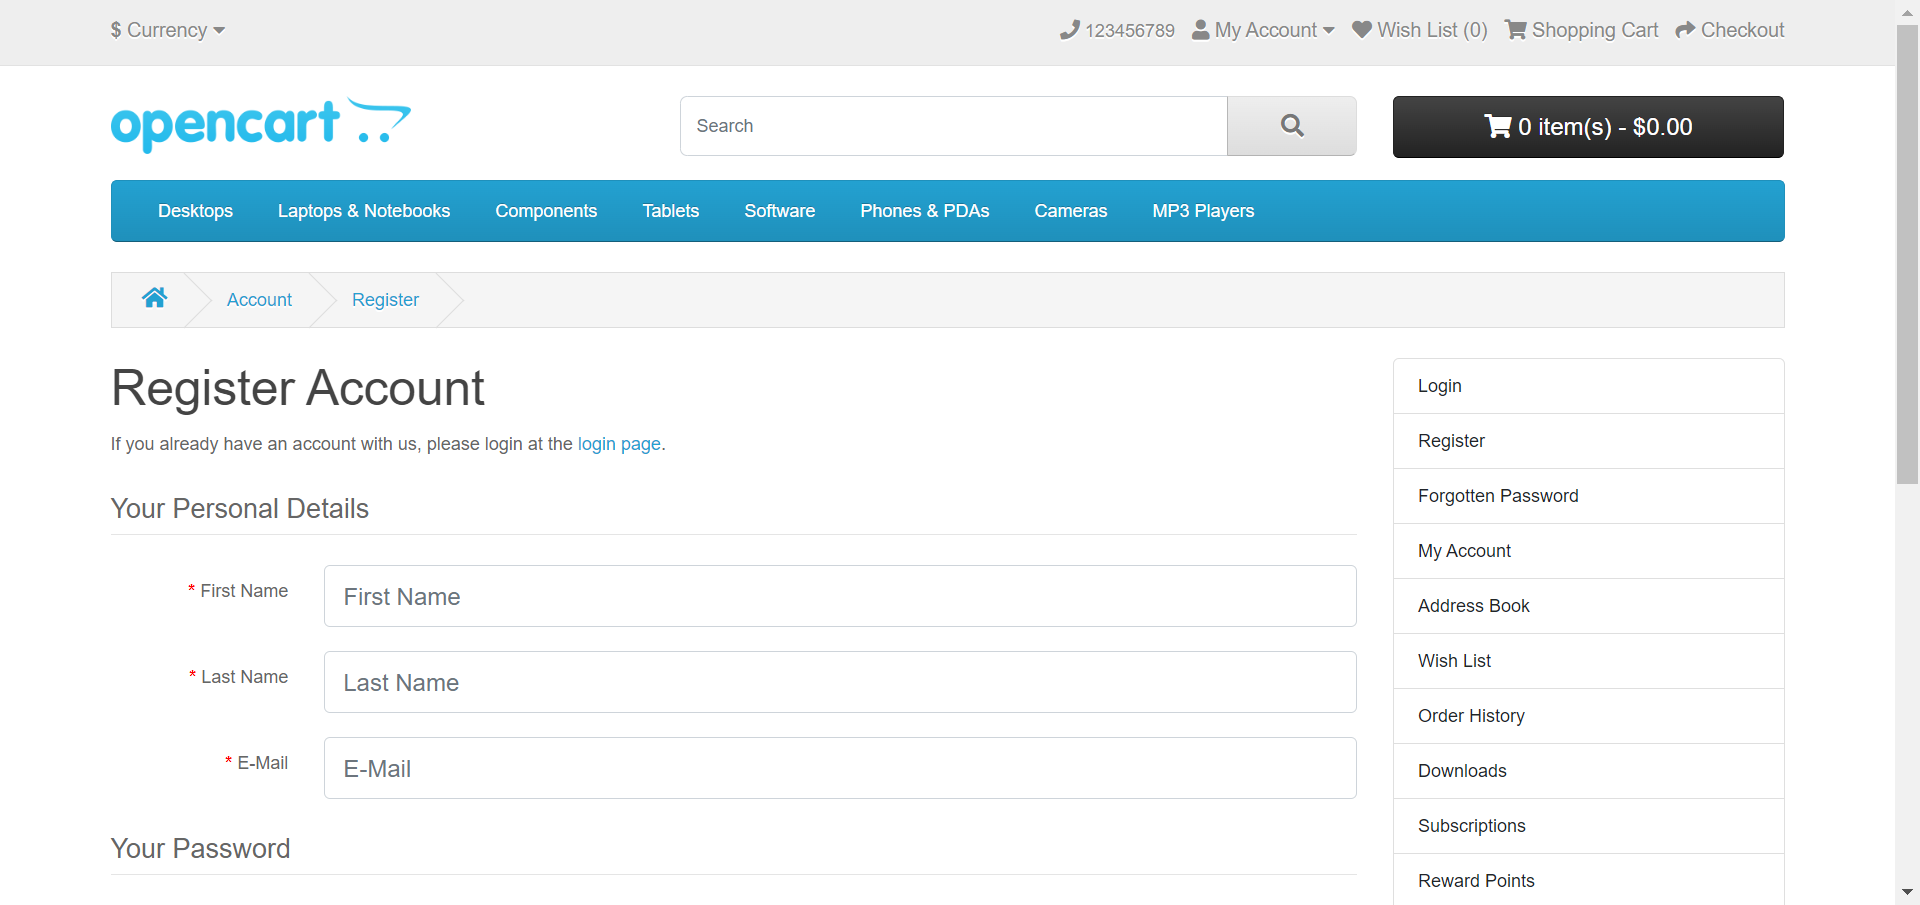 $ Currency
123456789 My Account Wish List (0) Shopping Cart Checkout
opencart
Search
0 item(s) - $0.00
Desktops Laptops & Notebooks Components Tablets Software Phones & PDAs Cameras MP3 Players
Account Register
Register Account
If you already have an account with us, please login at the login page.
Your Personal Details
* First Name
First Name
* Last Name
Last Name
* E-Mail
E-Mail
Your Password
Login
Register
Forgotten Password
My Account
Address Book
Wish List
Order History
Downloads
Subscriptions
Reward Points